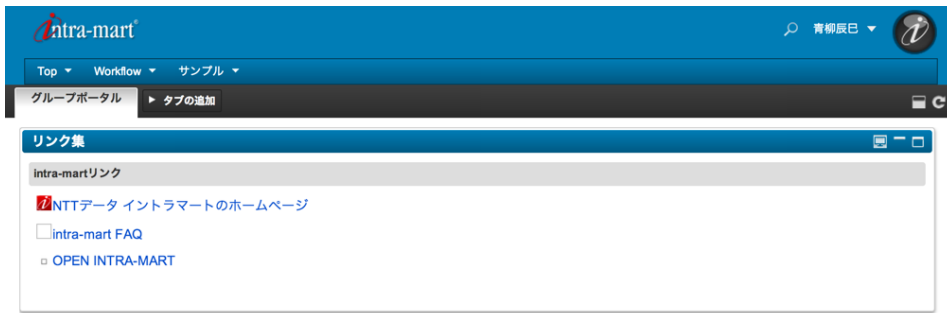 intra-mart
青柳辰巳
Top Workflow サンプル
グループポータル タブの追加
リンク集
intra-martリンク
NTTデータ イントラマートのホームページ
intra-mart FAQ
OPEN INTRA-MART